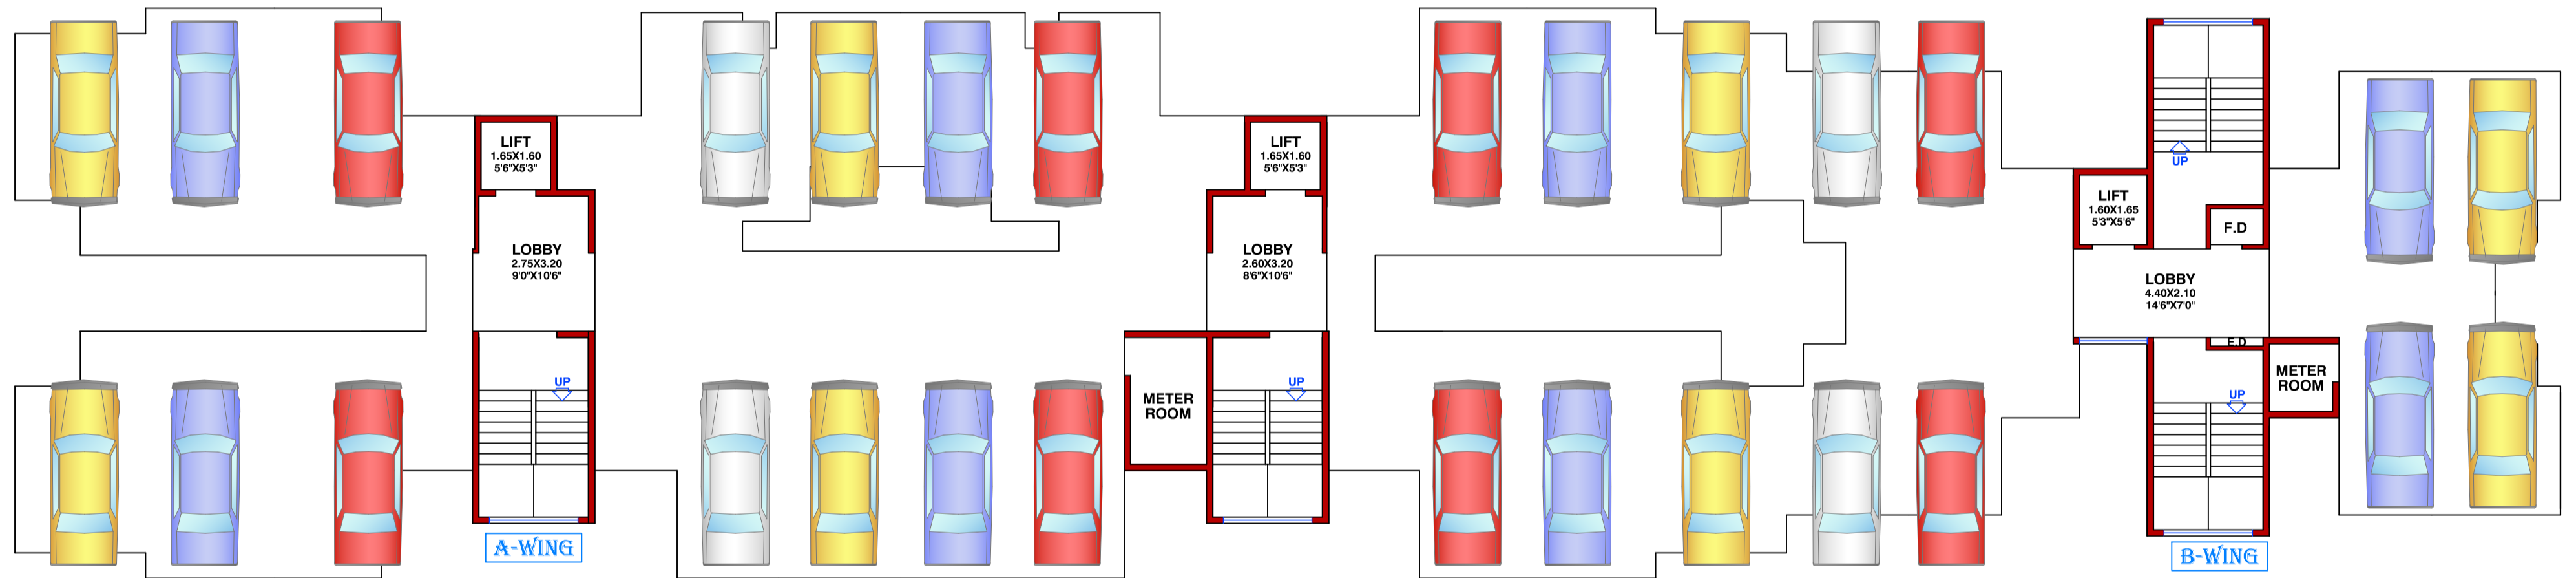 LIFT
1.65X1.60
5'6"X5'3"
LOBBY
2.75X3.20
9'0"X10'6"
UP
A-WING
LIFT
1.65X1.60
5'6"X5'3"
LOBBY
2.60X3.20
8'6"X10'6"
METER
ROOM
UP
UP
LIFT
1.60X1.65
5'3"X5'6"
F.D
LOBBY
4.40X2.10
14'6"X7'0"
E.D
METER
ROOM
UP
B-WING